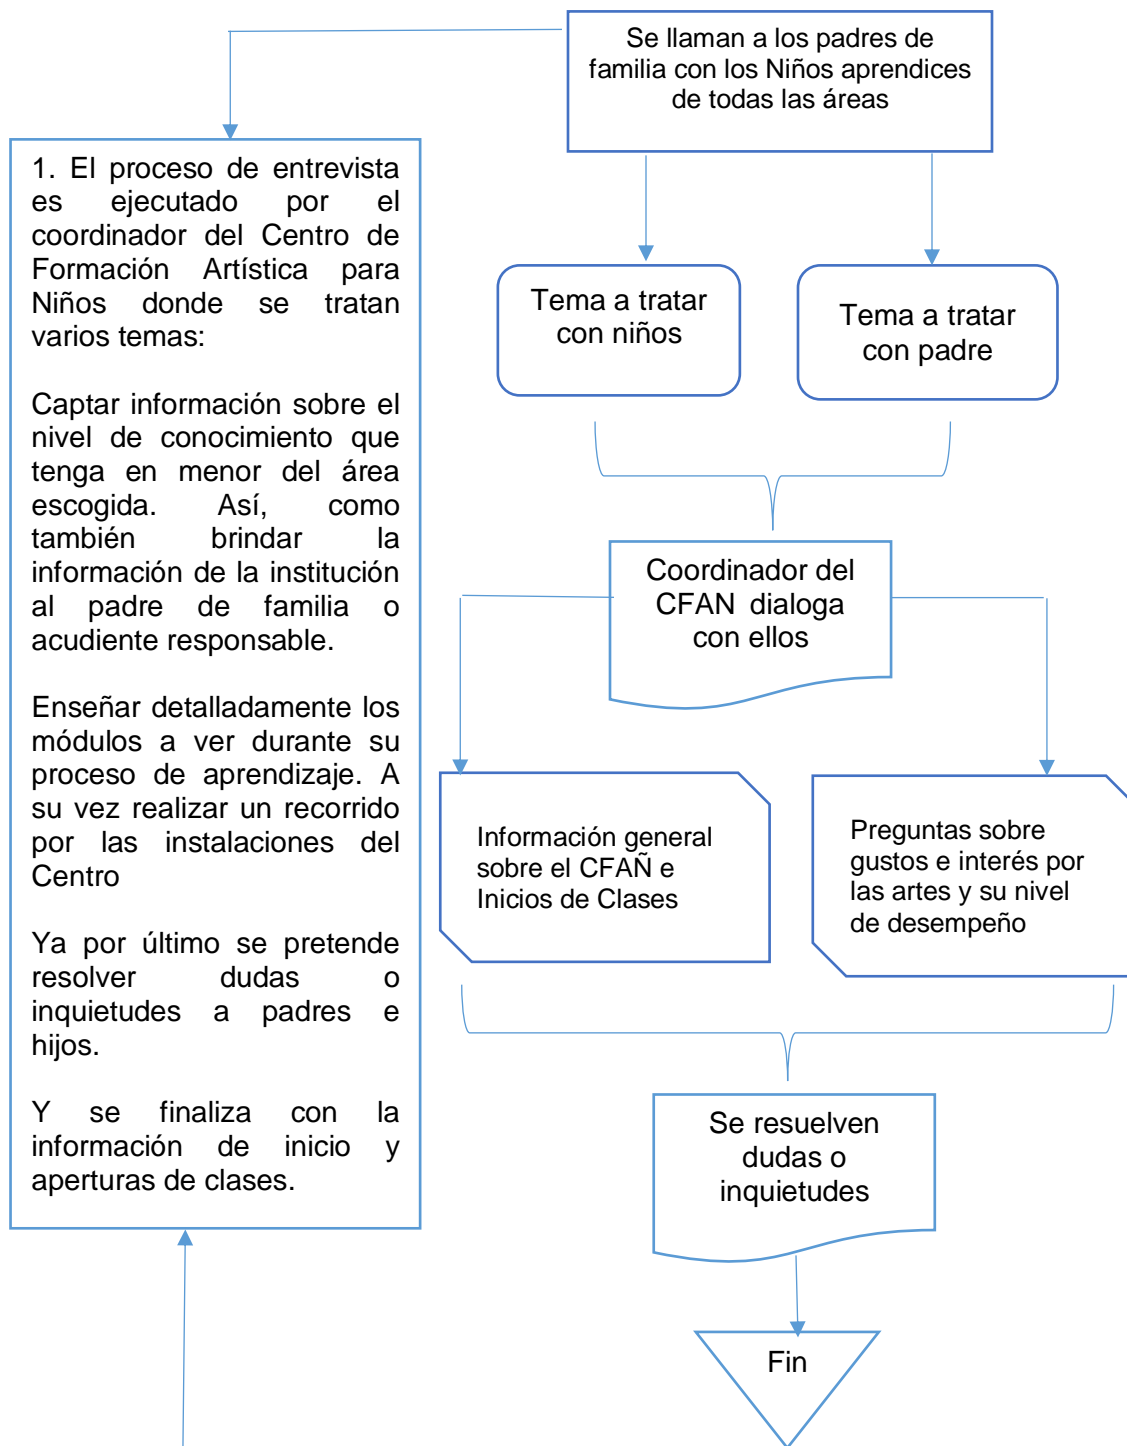 Se llaman a los padres de
familia con los Niños aprendices
de todas las áreas
1. El proceso de entrevista
es ejecutado por el
coordinador del Centro de
Formación Artística para
Niños donde se tratan
varios temas:
Captar información sobre el
nivel de conocimiento que
tenga en menor del área
escogida. Así, como
también brindar la
información de la institución
al padre de familia o
acudiente responsable.
Enseñar detalladamente los
módulos a ver durante su
proceso de aprendizaje. A
su vez realizar un recorrido
por las instalaciones del
Centro
Ya por último se pretende
resolver dudas o
inquietudes a padres e
hijos.
Y se finaliza con la
información de inicio y
aperturas de clases.
Tema a tratar
con niños
Tema a tratar
con padre
Coordinador del
CFAN dialoga
con ellos
Información general
sobre el CFAÑ e
Inicios de Clases
Preguntas sobre
gustos e interés por
las artes y su nivel
de desempeño
Se resuelven
dudas o
inquietudes
Fin